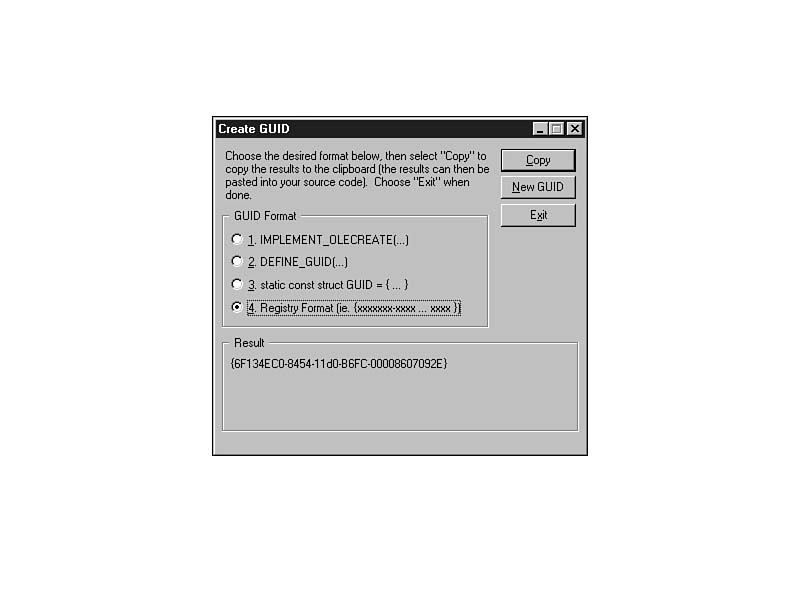 Create GUID
Choose the desired format below, then select "Copy" to
copy the results to the clipboard (the results can then be
pasted into your source code).  Choose "Exit" when
done.
Copy
New GUID
Exit
GUID Format
1. IMPLEMENT_OLECREATE(...)
2. DEFINE_GUID(...)
3. static const struct GUID = { ... }
4. Registry Format (ie. {xxxxxxx-xxxx ... xxxx })
Result
{6F134EC0-8454-11d0-B6FC-00008607092E}